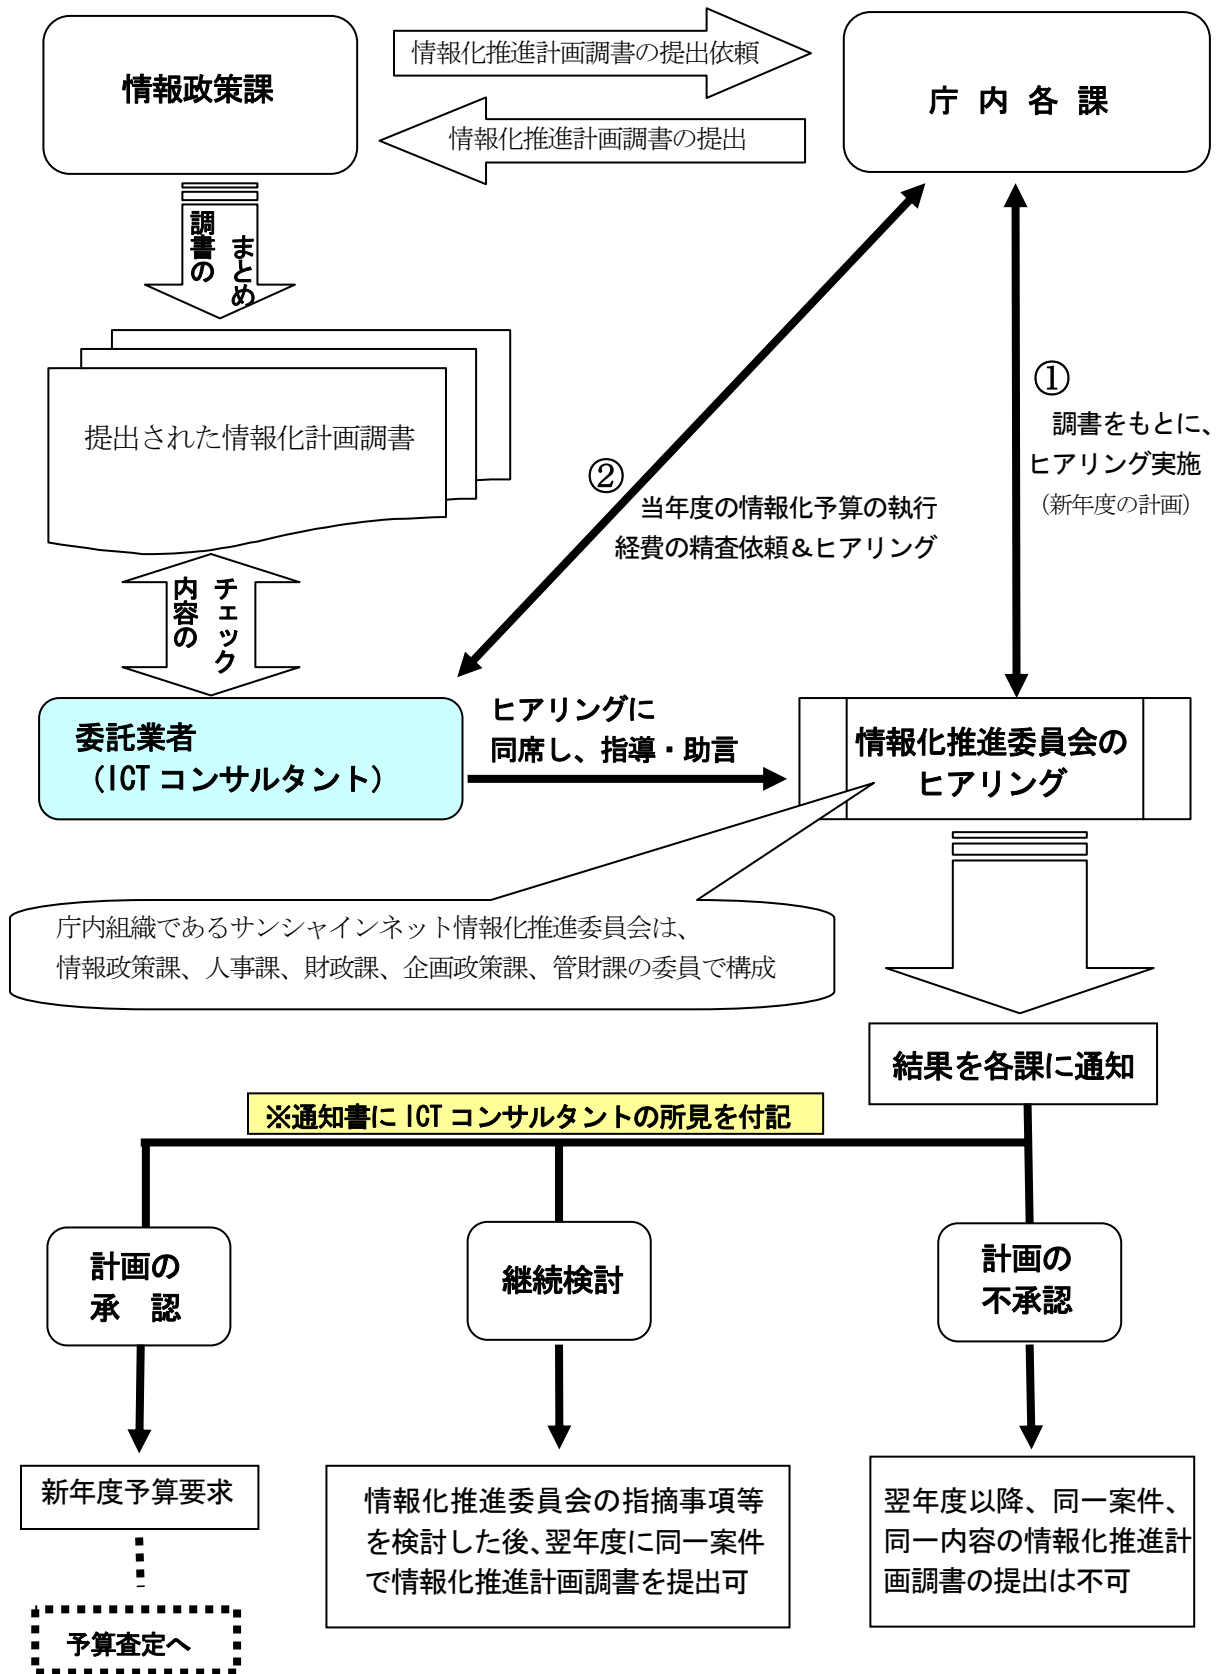 情報政策課
情報化推進計画調書の提出依頼
庁 内 各 課
情報化推進計画調書の提出
調書の
まとめ
提出された情報化計画調書
①
調書をもとに、
ヒアリング実施
（新年度の計画）
②
当年度の情報化予算の執行
経費の精査依頼＆ヒアリング
内容の
チェック
委託業者
（ICT コンサルタント）
ヒアリングに
同席し、指導・助言
情報化推進委員会の
ヒアリング
庁内組織であるサンシャインネット情報化推進委員会は、
情報政策課、人事課、財政課、企画政策課、管財課の委員で構成
結果を各課に通知
※通知書に ICT コンサルタントの所見を付記
計画の
承　認
継続検討
計画の
不承認
新年度予算要求
情報化推進委員会の指摘事項等
を検討した後、翌年度に同一案件
で情報化推進計画調書を提出可
翌年度以降、同一案件、
同一内容の情報化推進計
画調書の提出は不可
予算査定へ